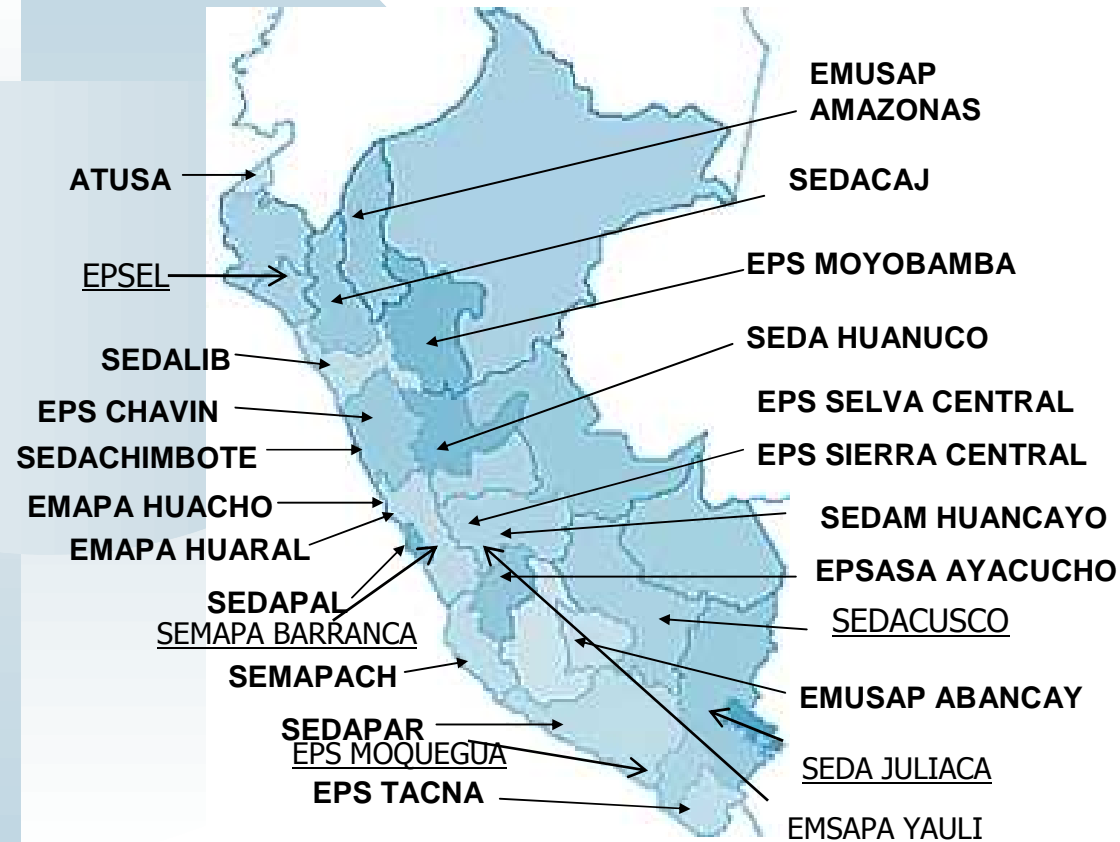 EMUSAP
AMAZONAS
ATUSA
SEDACAJ
EPSEL
EPS MOYOBAMBA
SEDA HUANUCO
SEDALIB
EPS CHAVIN
EPS SELVA CENTRAL
SEDACHIMBOTE
EPS SIERRA CENTRAL
EMAPA HUACHO
SEDAM HUANCAYO
EMAPA HUARAL
EPSASA AYACUCHO
SEDAPAL
SEDACUSCO
SEMAPA BARRANCA
SEMAPACH
EMUSAP ABANCAY
SEDAPAR
EPS MOQUEGUA
SEDA JULIACA
EPS TACNA
EMSAPA YAULI